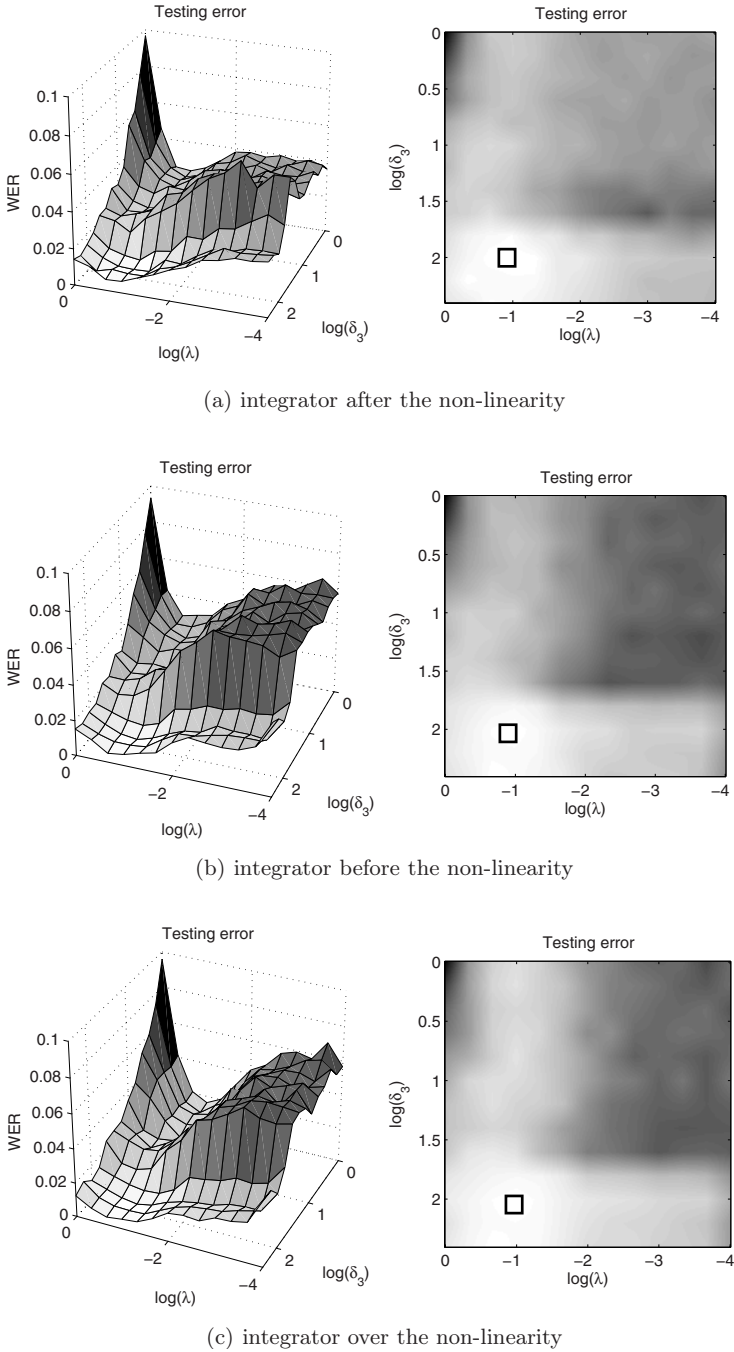 Testing error
0.1
0.08
0.06
0.04
0.02
0
WER
0
−2
−4
log(λ)
0
1
2
log(δ3)
Testing error
0
0.5
1
1.5
2
log(δ3)
0 −1 −2 −3 −4
log(λ)
(a) integrator after the non-linearity
Testing error
0.1
0.08
0.06
0.04
0.02
0
WER
0
−2
−4
log(λ)
0
1
2
log(δ3)
Testing error
0
0.5
1
1.5
2
log(δ3)
0 −1 −2 −3 −4
log(λ)
(b) integrator before the non-linearity
Testing error
0.1
0.08
0.06
0.04
0.02
0
WER
0
−2
−4
log(λ)
0
1
2
log(δ3)
Testing error
0
0.5
1
1.5
2
log(δ3)
0 −1 −2 −3 −4
log(λ)
(c) integrator over the non-linearity